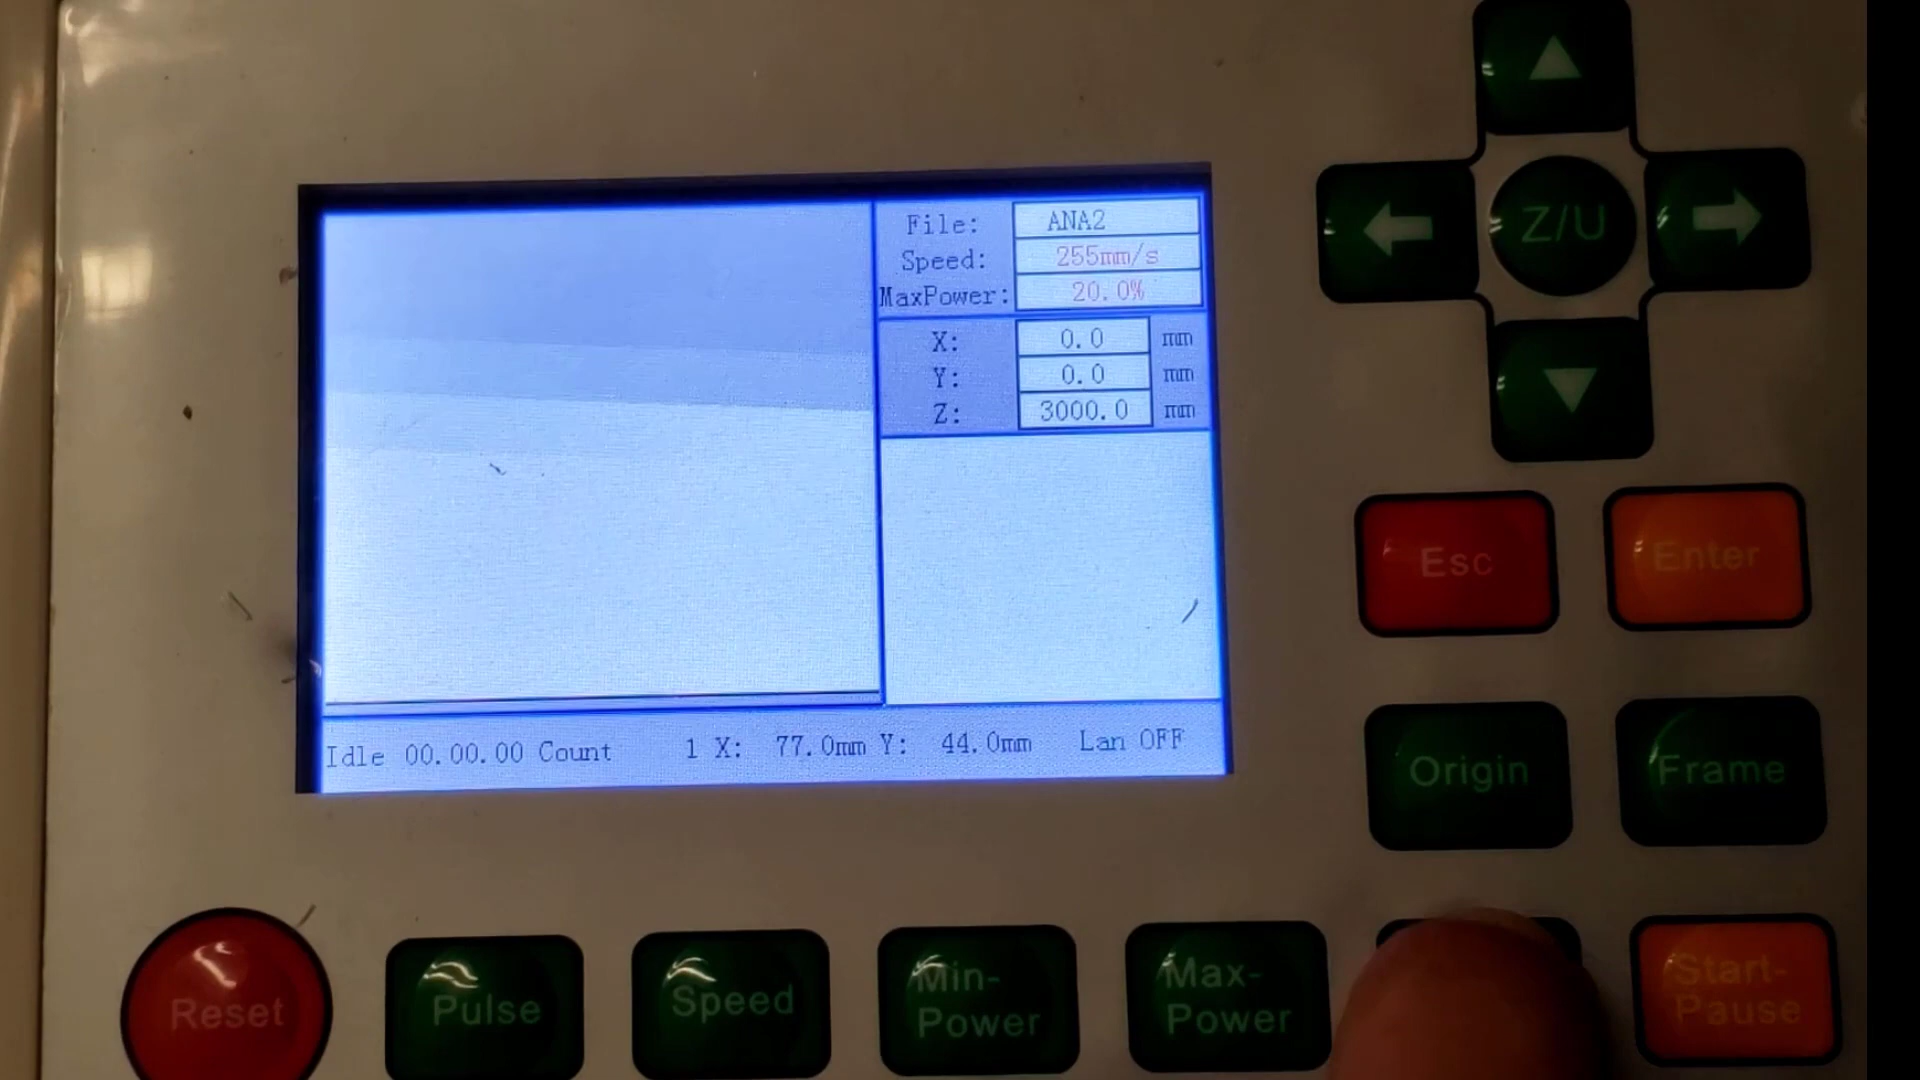 File: ANA2
Speed: 255mm/s
MaxPower: 20.0%
X: 0.0 mm
Y: 0.0 mm
Z: 3000.0 mm
Idle 00.00.00 Count 1 X: 77.0mm Y: 44.0mm Lan OFF
Z/U
Esc
Enter
Origin
Frame
Reset
Pulse
Speed
Min-
Power
Max-
Power
Start-
Pause